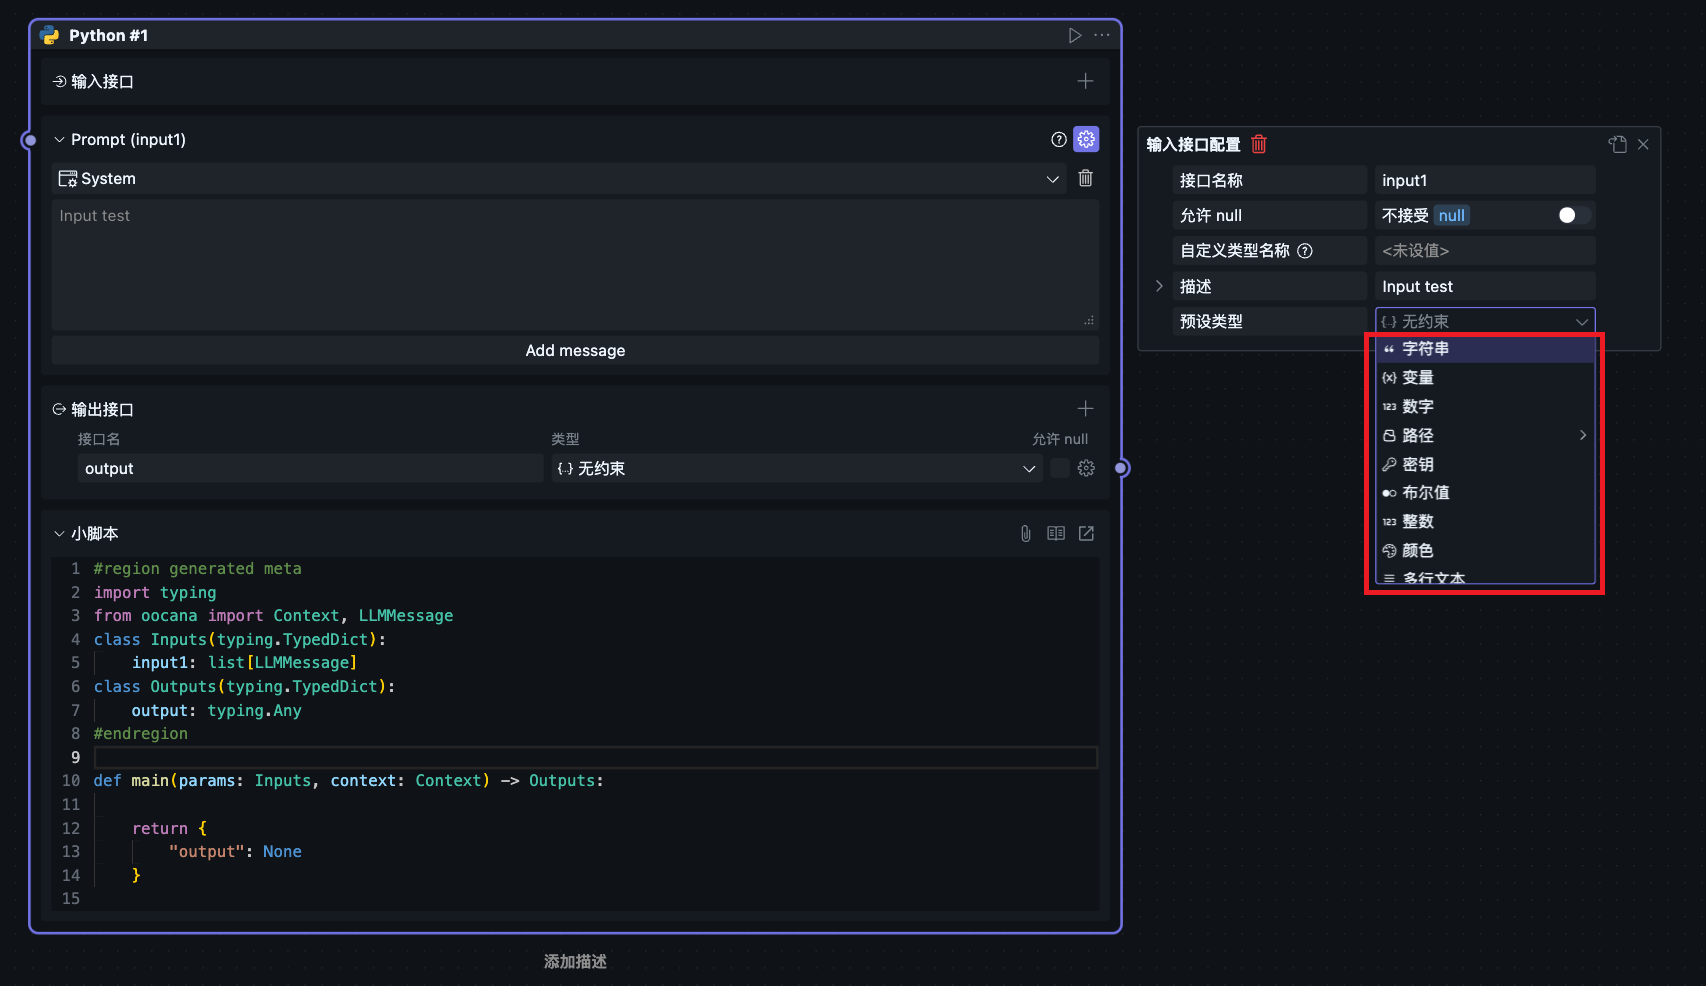 Python #1
输入接口
Prompt (input1)
System
Input test
Add message
输出接口
接口名 类型 允许 null
output {..} 无约束
小脚本
1 #region generated meta
2 import typing
3 from oocana import Context, LLMMessage
4 class Inputs(typing.TypedDict):
5     input1: list[LLMMessage]
6 class Outputs(typing.TypedDict):
7     output: typing.Any
8 #endregion
9
10 def main(params: Inputs, context: Context) -> Outputs:
11
12     return {
13         "output": None
14     }
15
添加描述
输入接口配置
接口名称 input1
允许 null 不接受 null
自定义类型名称 <未设值>
描述 Input test
预设类型 {..} 无约束
字符串
{x} 变量
123 数字
路径
密钥
布尔值
123 整数
颜色
多行文本